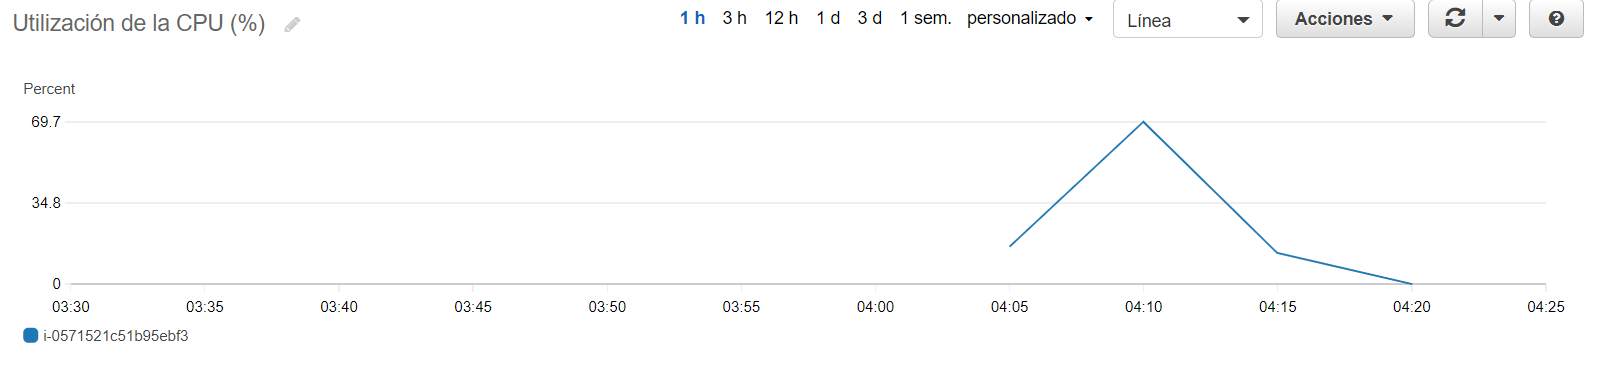 Utilización de la CPU (%)
1 h 3 h 12 h 1 d 3 d 1 sem. personalizado Línea Acciones
Percent
69.7
34.8
0
03:30 03:35 03:40 03:45 03:50 03:55 04:00 04:05 04:10 04:15 04:20 04:25
i-0571521c51b95ebf3